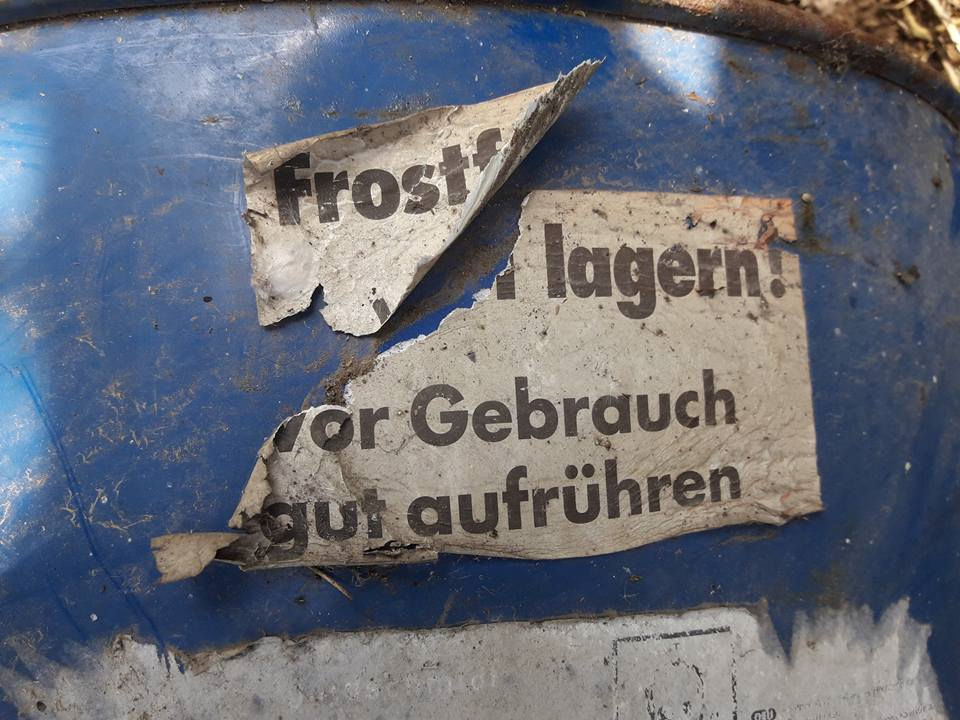 Frostf
lagern!
vor Gebrauch
gut aufrühren